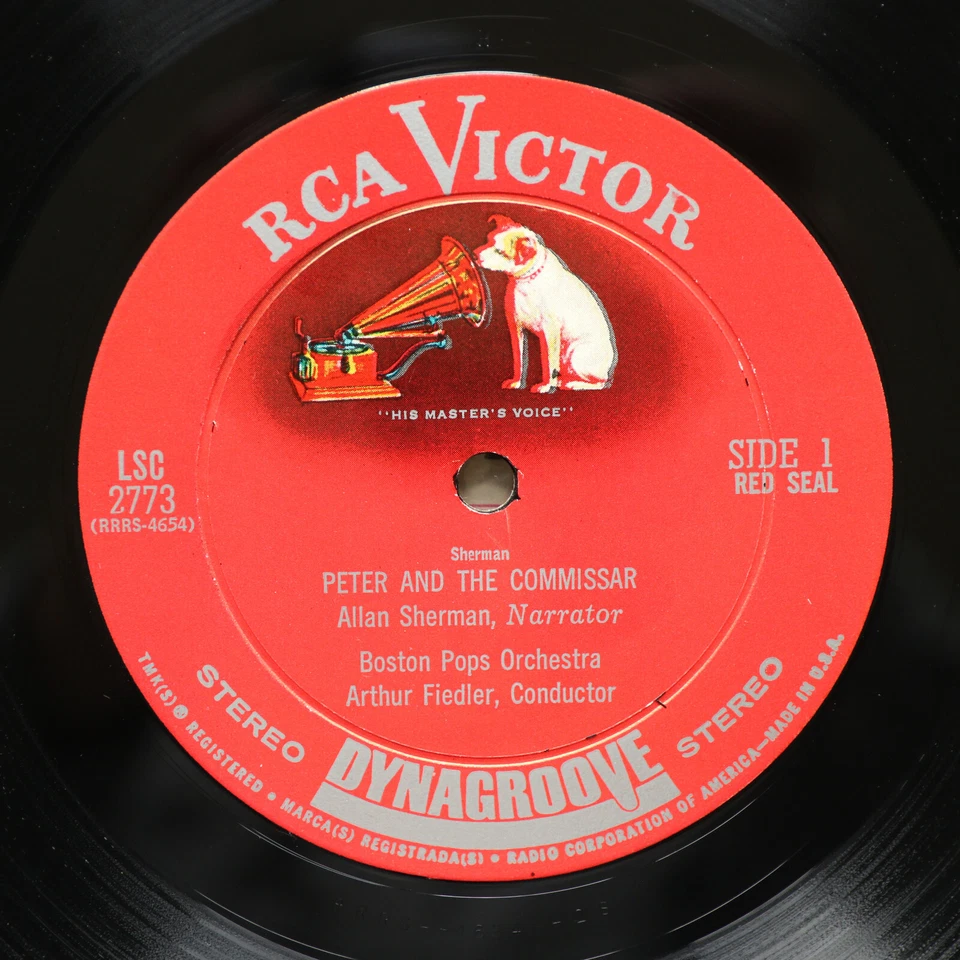 RCA VICTOR
"HIS MASTER'S VOICE"
LSC
2773
(RRRS-4654)
SIDE 1
RED SEAL
Sherman
PETER AND THE COMMISSAR
Allan Sherman, Narrator
Boston Pops Orchestra
Arthur Fiedler, Conductor
STEREO
DYNAGROOVE
STEREO
TMK(S) ® REGISTERED • MARCA(S) REGISTRADA(S) • RADIO CORPORATION OF AMERICA—MADE IN U.S.A.